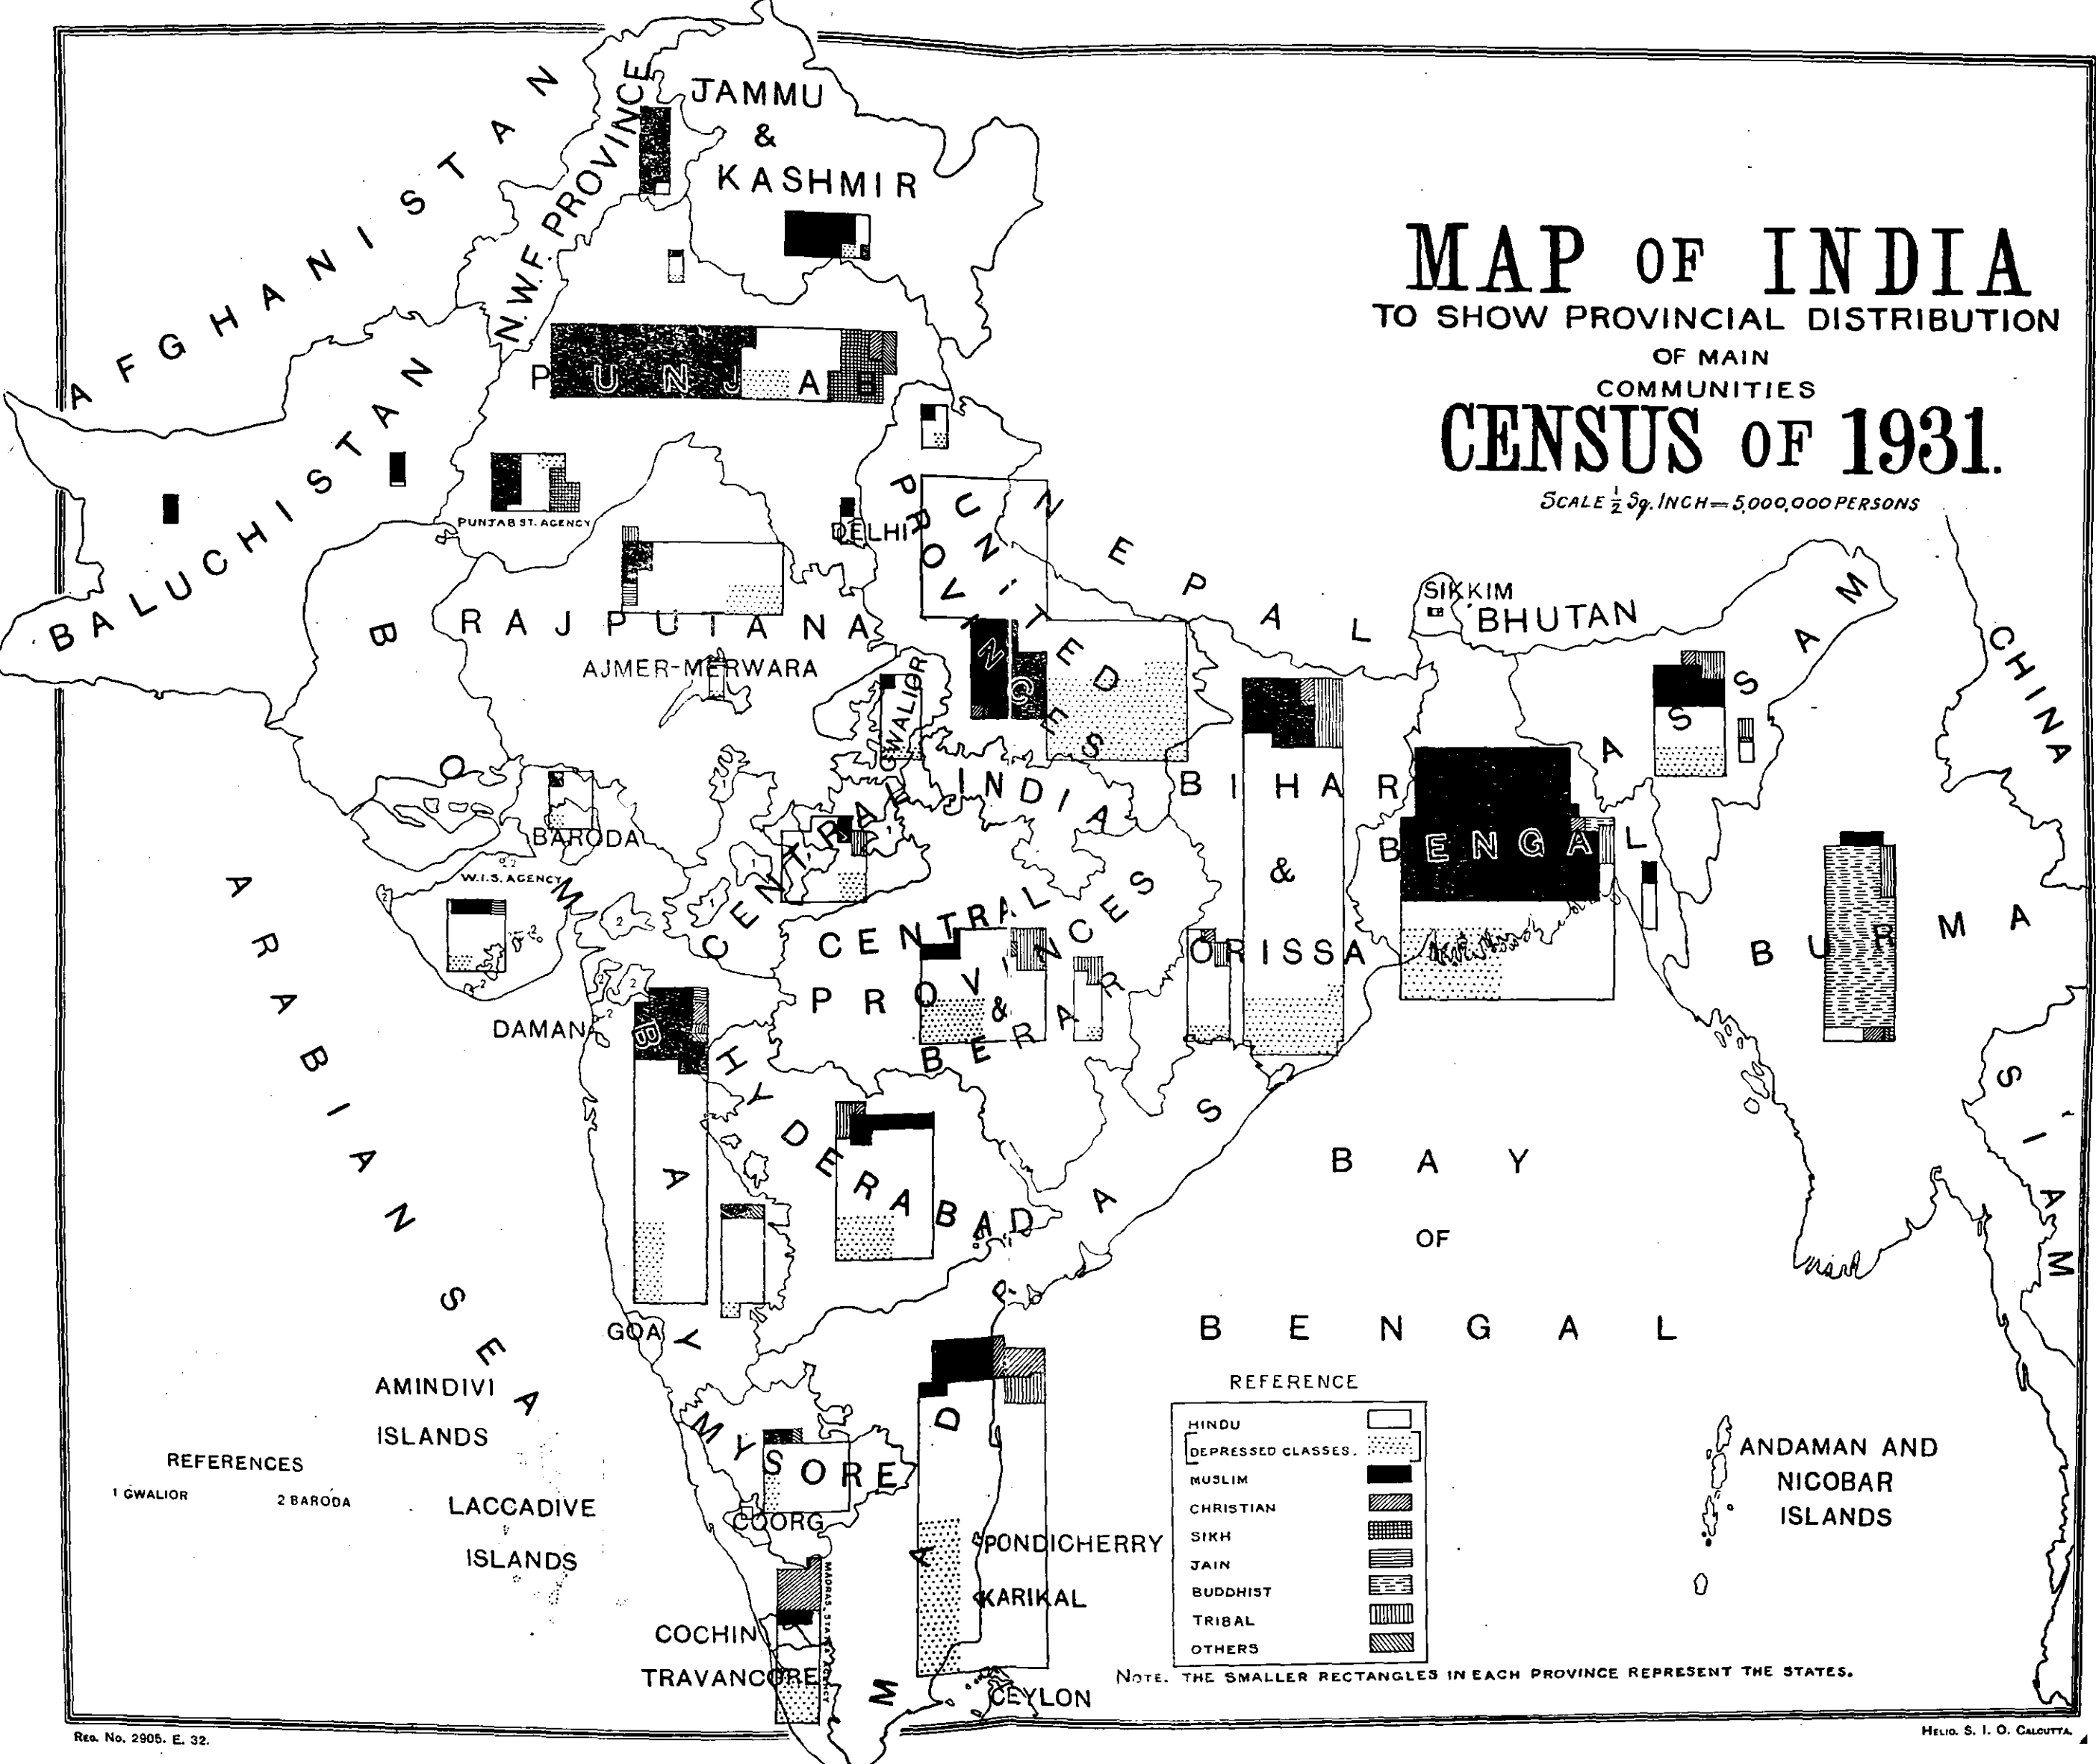 MAP OF INDIA
TO SHOW PROVINCIAL DISTRIBUTION
OF MAIN
COMMUNITIES
CENSUS OF 1931.
SCALE ½ Sq. INCH = 5,000,000 PERSONS
AFGHANISTAN
N.W.F. PROVINCE
JAMMU
&
KASHMIR
BALUCHISTAN
PUNJAB
PUNJAB ST. AGENCY
DELHI
UNITED
PROVINCES
NEPAL
SIKKIM
BHUTAN
ASSAM
CHINA
RAJPUTANA
AJMER-MERWARA
GWALIOR
CENTRAL INDIA
BIHAR
&
ORISSA
BENGAL
BURMA
SIAM
BARODA
W.I.S. AGENCY
CENTRAL
PROVINCES
&
BERAR
DAMAN
BOMBAY
HYDERABAD
GOA
ARABIAN SEA
BAY
OF
BENGAL
MYSORE
COORG
MADRAS
MADRAS STATES AGENCY
PONDICHERRY
KARIKAL
COCHIN
TRAVANCORE
CEYLON
AMINDIVI
ISLANDS
LACCADIVE
ISLANDS
ANDAMAN AND
NICOBAR
ISLANDS
REFERENCES
1 GWALIOR 2 BARODA
REFERENCE
HINDU
[DEPRESSED CLASSES.]
MUSLIM
CHRISTIAN
SIKH
JAIN
BUDDHIST
TRIBAL
OTHERS
NOTE. THE SMALLER RECTANGLES IN EACH PROVINCE REPRESENT THE STATES.
REG. No. 2905. E. 32.
HELIO. S. I. O. CALCUTTA.